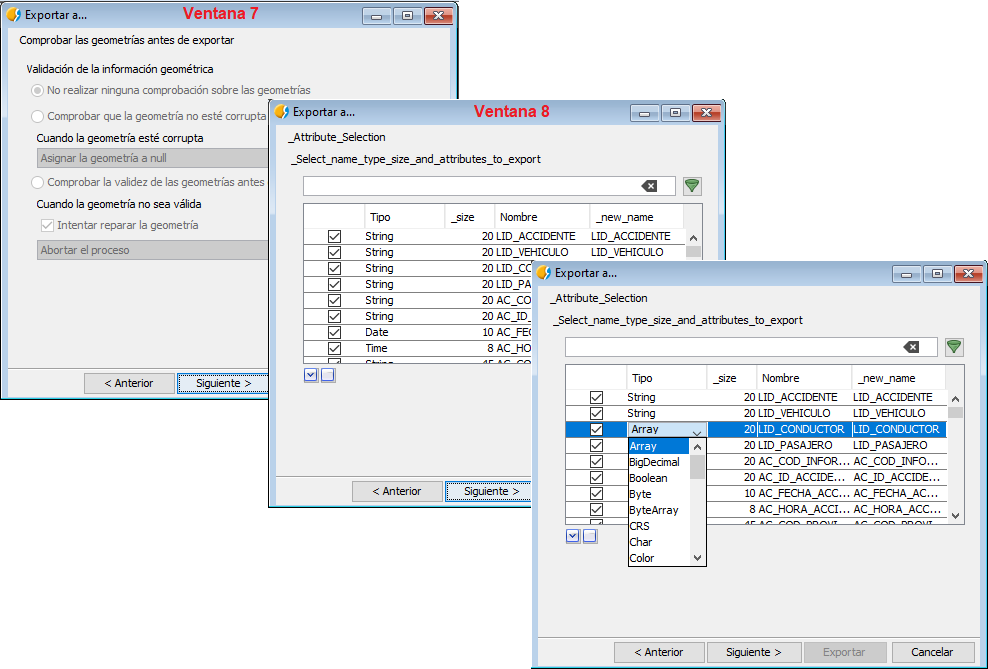 Exportar a...
Ventana 7
Comprobar las geometrías antes de exportar
Validación de la información geométrica
No realizar ninguna comprobación sobre las geometrías
Comprobar que la geometría no esté corrupta
Cuando la geometría esté corrupta
Asignar la geometría a null
Comprobar la validez de las geometrías antes
Cuando la geometría no sea válida
Intentar reparar la geometría
Abortar el proceso
< Anterior
Siguiente >
Exportar a...
Ventana 8
_Attribute_Selection
_Select_name_type_size_and_attributes_to_export
Tipo _size Nombre _new_name
String 20 LID_ACCIDENTE LID_ACCIDENTE
String 20 LID_VEHICULO LID_VEHICULO
String 20 LID_CO
String 20 LID_PA
String 20 AC_CO
String 20 AC_ID_
Date 10 AC_FEC
Time 8 AC_HO
String 45 AC_CO
< Anterior
Siguiente >
Exportar a...
_Attribute_Selection
_Select_name_type_size_and_attributes_to_export
Tipo _size Nombre _new_name
String 20 LID_ACCIDENTE LID_ACCIDENTE
String 20 LID_VEHICULO LID_VEHICULO
Array 20 LID_CONDUCTOR LID_CONDUCTOR
Array 20 LID_PASAJERO LID_PASAJERO
BigDecimal 20 AC_COD_INFOR... AC_COD_INFO...
Boolean 20 AC_ID_ACCIDE... AC_ID_ACCIDE...
Byte 10 AC_FECHA_ACC... AC_FECHA_AC...
ByteArray 8 AC_HORA_ACCI... AC_HORA_ACC...
CRS 45 AC_COD_PROVI AC_COD_PROVI
Char
Color
< Anterior
Siguiente >
Exportar
Cancelar